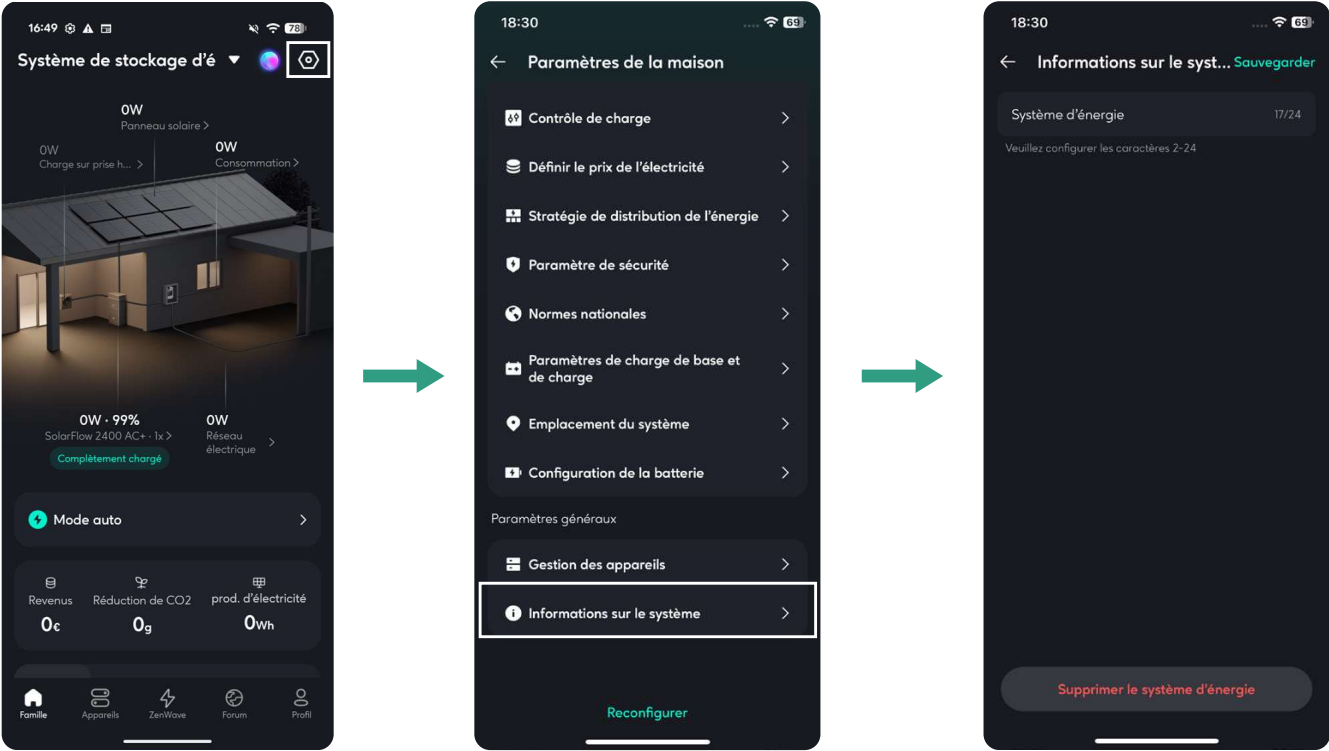 16:49
78
Système de stockage d'é
0W
Panneau solaire >
0W
Charge sur prise h... >
0W
Consommation >
0W · 99%
SolarFlow 2400 AC+ · 1x >
Complètement chargé
0W
Réseau
électrique >
Mode auto
Revenus
0€
Réduction de CO2
0g
prod. d'électricité
0Wh
Famille
Appareils
ZenWave
Forum
Profil
18:30
69
Paramètres de la maison
Contrôle de charge
Définir le prix de l'électricité
Stratégie de distribution de l'énergie
Paramètre de sécurité
Normes nationales
Paramètres de charge de base et
de charge
Emplacement du système
Configuration de la batterie
Paramètres généraux
Gestion des appareils
Informations sur le système
Reconfigurer
18:30
69
Informations sur le syst... Sauvegarder
Système d'énergie 17/24
Veuillez configurer les caractères 2-24
Supprimer le système d'énergie